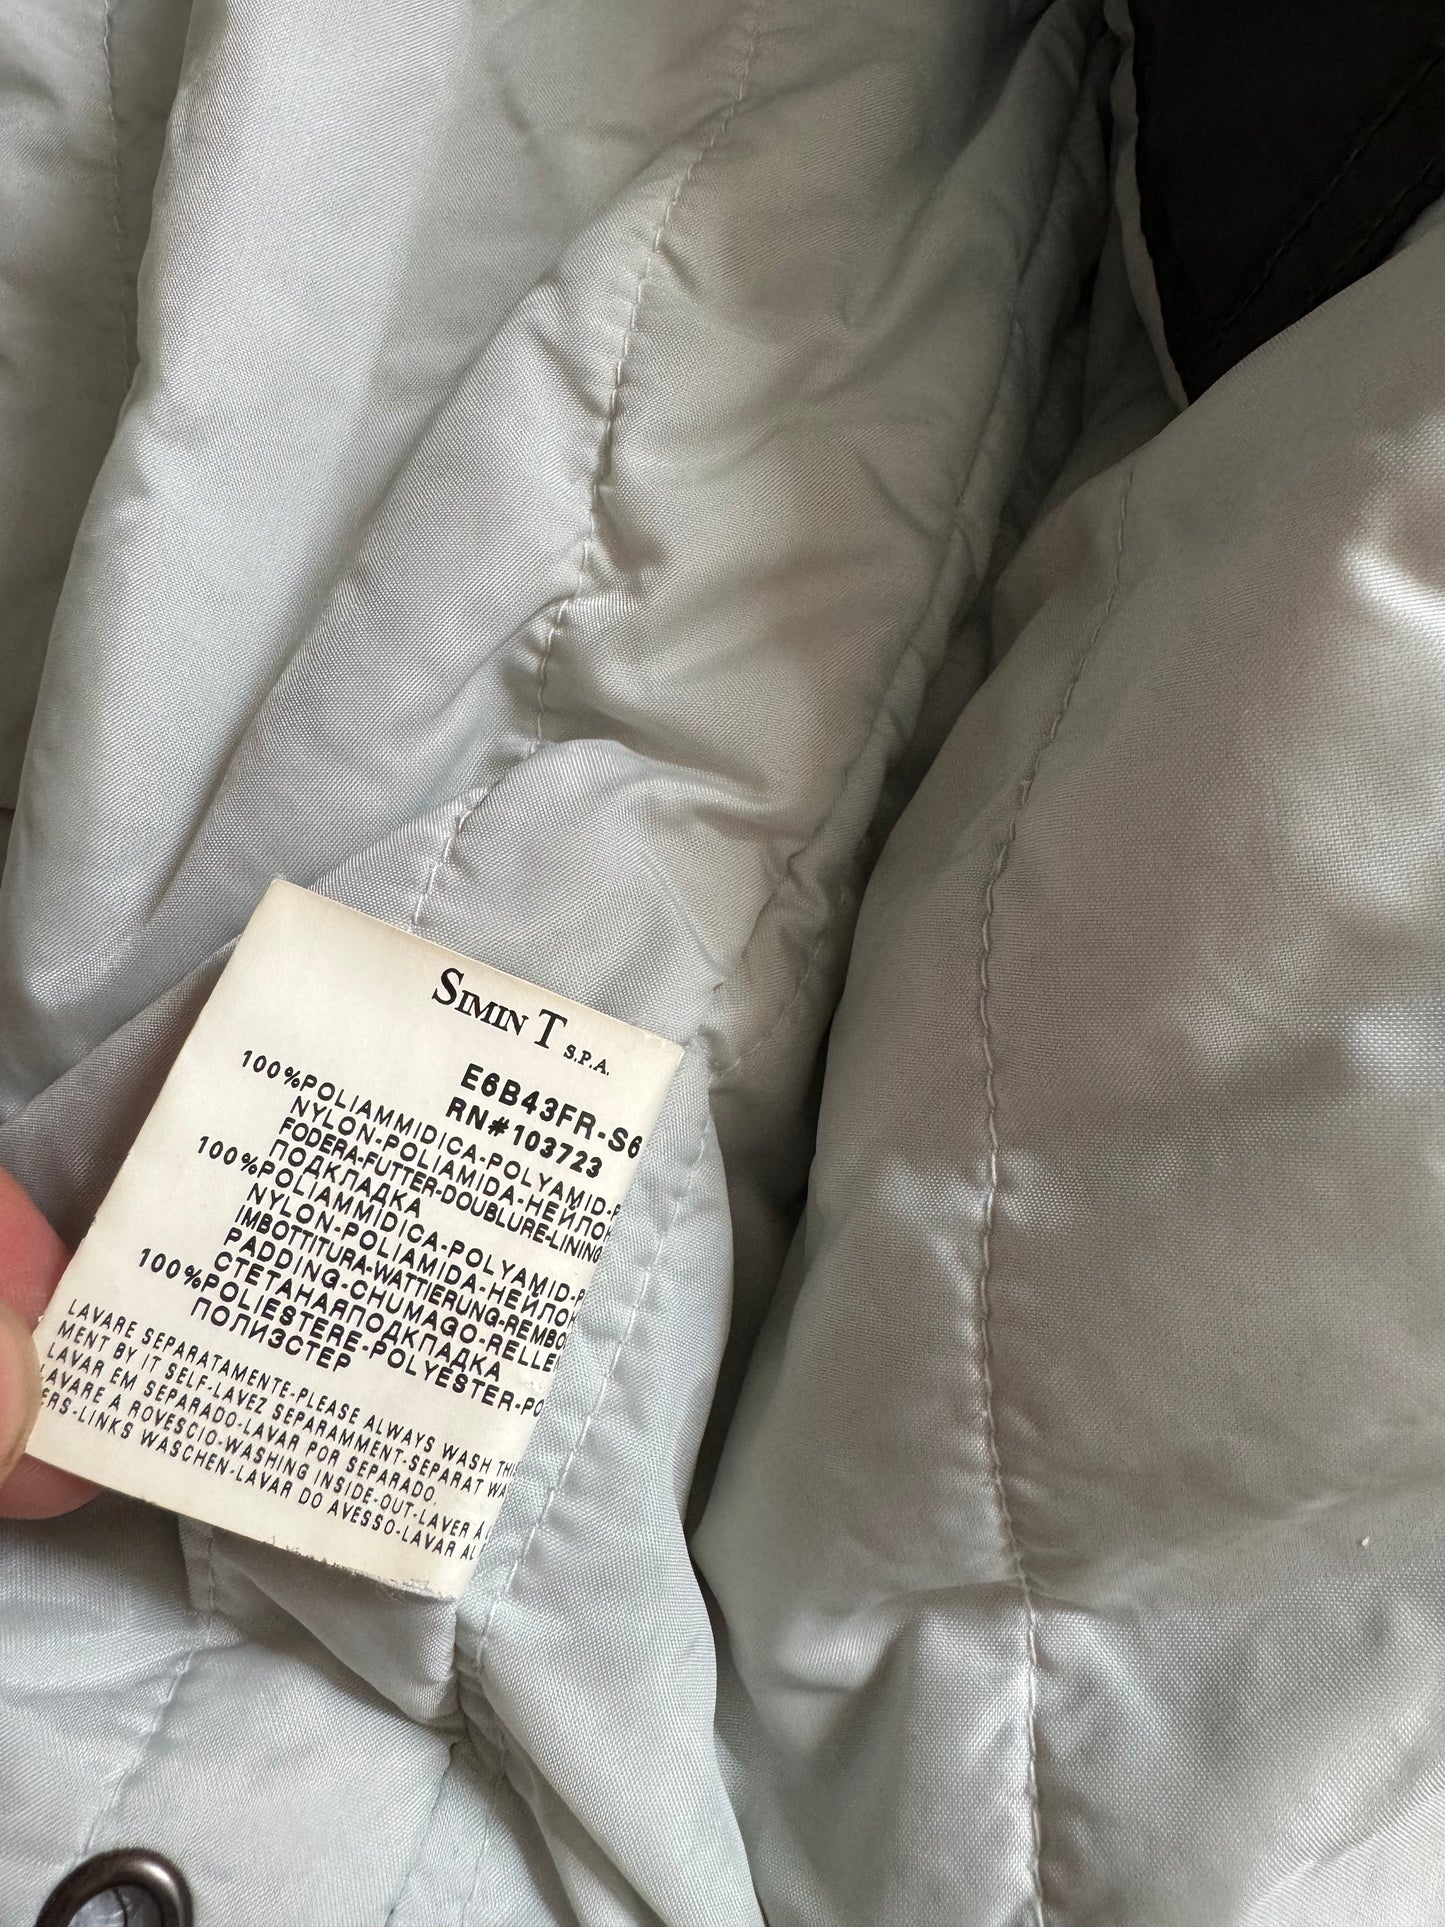 SIMIN T S.P.A.
E6B43FR-S6
RN#103723
100%POLIAMMIDICA-POLYAMID-P
NYLON-POLIAMIDA-НЕЙЛОН
FODERA-FUTTER-DOUBLURE-LINING
ПОДКЛАДКА
100%POLIAMMIDICA-POLYAMID-P
NYLON-POLIAMIDA-НЕЙЛОН
IMBOTTITURA-WATTIERUNG-REMBO
PADDING-CHUMAGO-RELLE
СТЕТАНАЯПОДКЛАДКА
100%POLIESTERE-POLYESTER-PO
ПОЛИЭСТЕР
LAVARE SEPARATAMENTE-PLEASE ALWAYS WASH THI
MENT BY IT SELF-LAVEZ SEPARAMMENT-SEPARAT WA
LAVAR EM SEPARADO-LAVAR POR SEPARADO.
LAVARE A ROVESCIO-WASHING INSIDE-OUT-LAVER A L
ERS-LINKS WASCHEN-LAVAR DO AVESSO-LAVAR AL